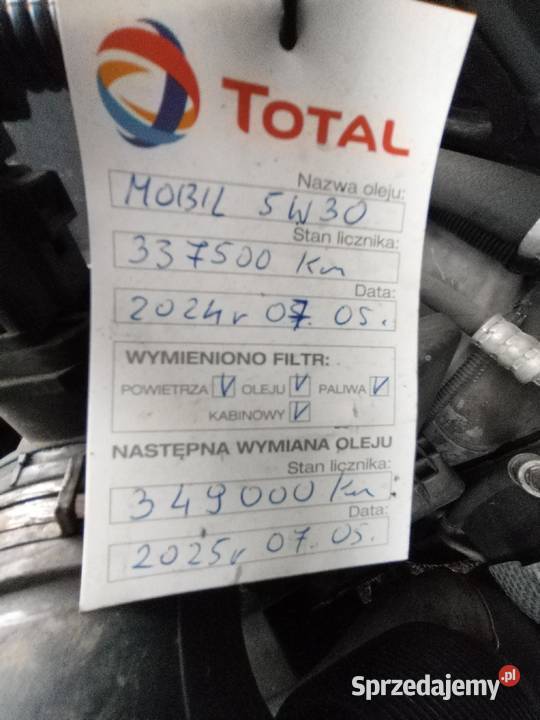 TOTAL
Nazwa oleju:
MOBIL 5W30
Stan licznika:
337500 Km
Data:
2024r 07. 05.
WYMIENIONO FILTR:
POWIETRZA V OLEJU V PALIWA V
KABINOWY V
NASTĘPNA WYMIANA OLEJU
Stan licznika:
349000 Km
Data:
2025r 07. 05.
Sprzedajemy.pl